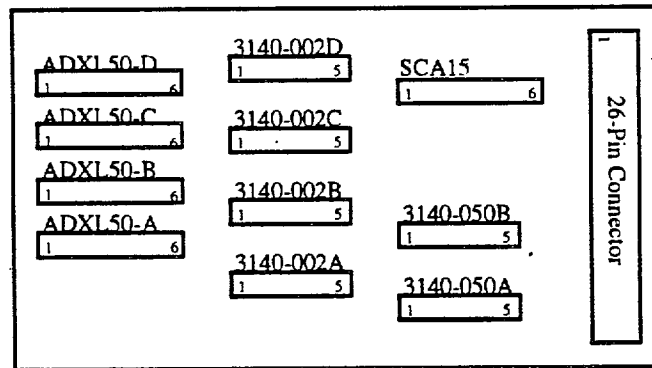 ADXL50-D
1 6
ADXL50-C
1 6
ADXL50-B
1 6
ADXL50-A
1 6
3140-002D
1 5
3140-002C
1 5
3140-002B
1 5
3140-002A
1 5
SCA15
1 6
3140-050B
1 5
3140-050A
1 5
1
26-Pin Connector